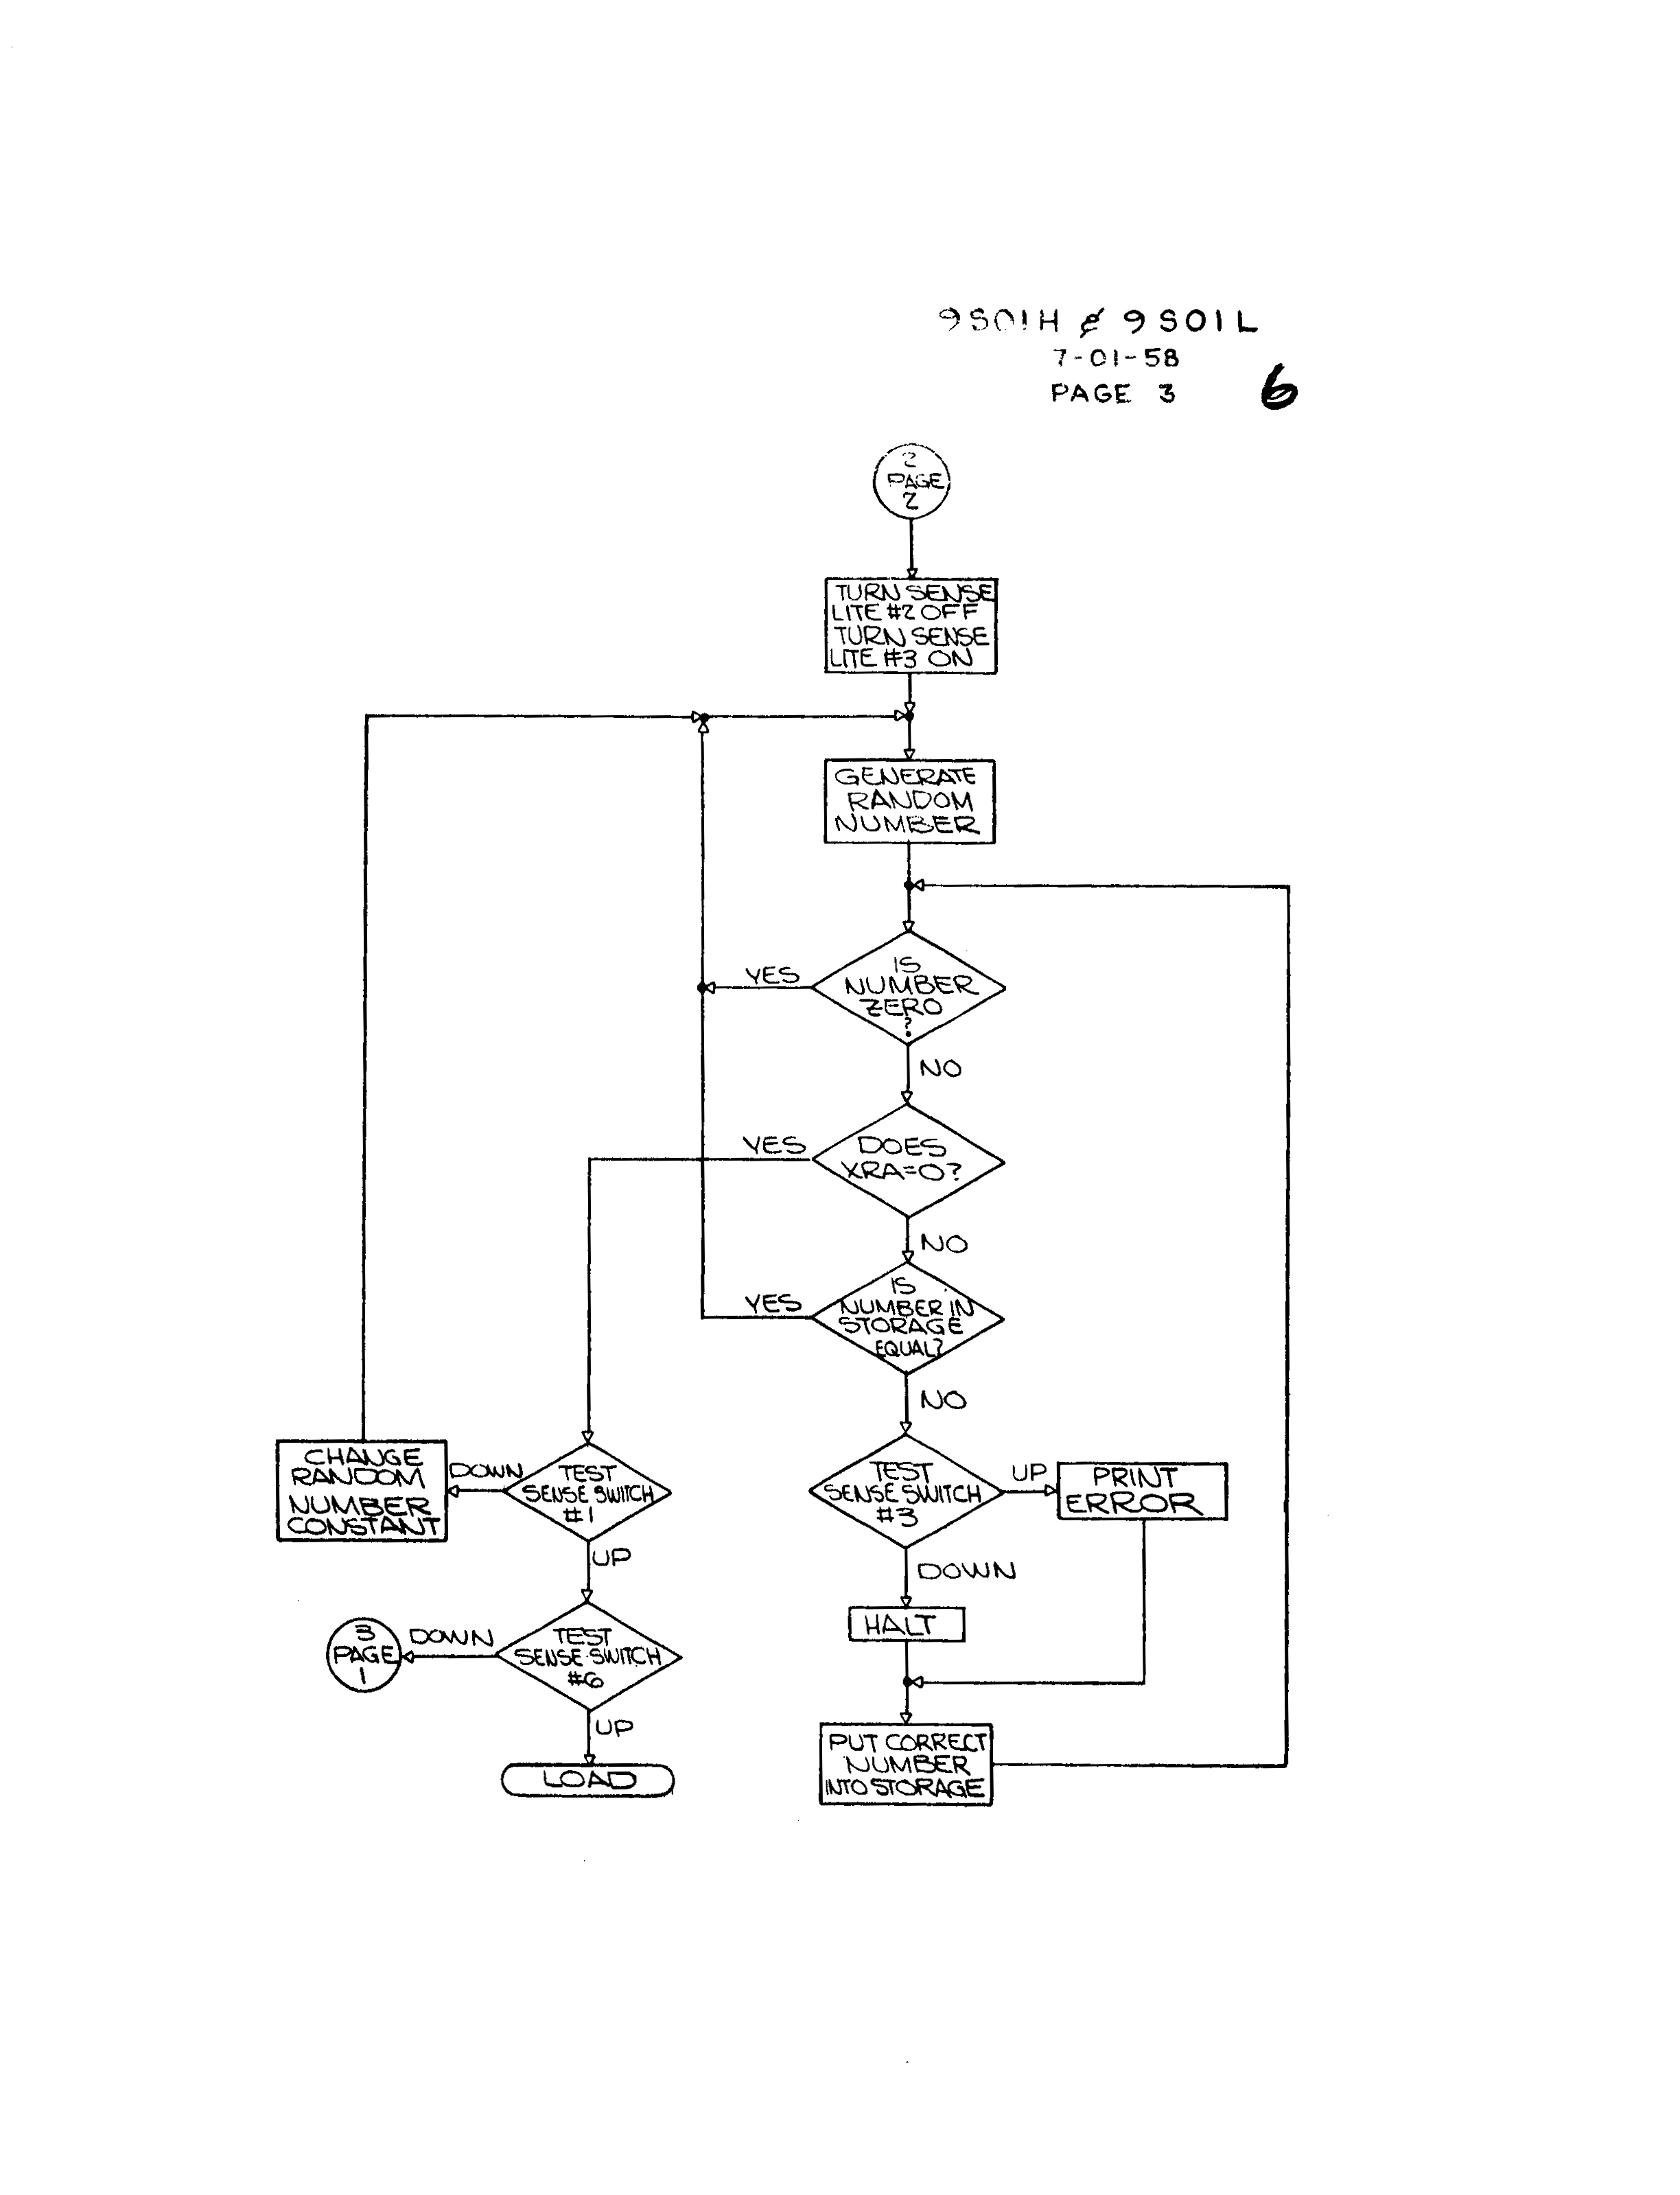 9S01H & 9S01L
7-01-58
PAGE 3
6
2
PAGE
2
TURN SENSE
LITE #2 OFF
TURN SENSE
LITE #3 ON
GENERATE
RANDOM
NUMBER
IS
NUMBER
ZERO
?
YES
NO
DOES
XRA=0?
YES
NO
IS
NUMBER IN
STORAGE
EQUAL?
YES
NO
TEST
SENSE SWITCH
#3
UP
PRINT
ERROR
DOWN
HALT
PUT CORRECT
NUMBER
INTO STORAGE
TEST
SENSE SWITCH
#1
DOWN
CHANGE
RANDOM
NUMBER
CONSTANT
UP
TEST
SENSE SWITCH
#6
DOWN
3
PAGE
1
UP
LOAD